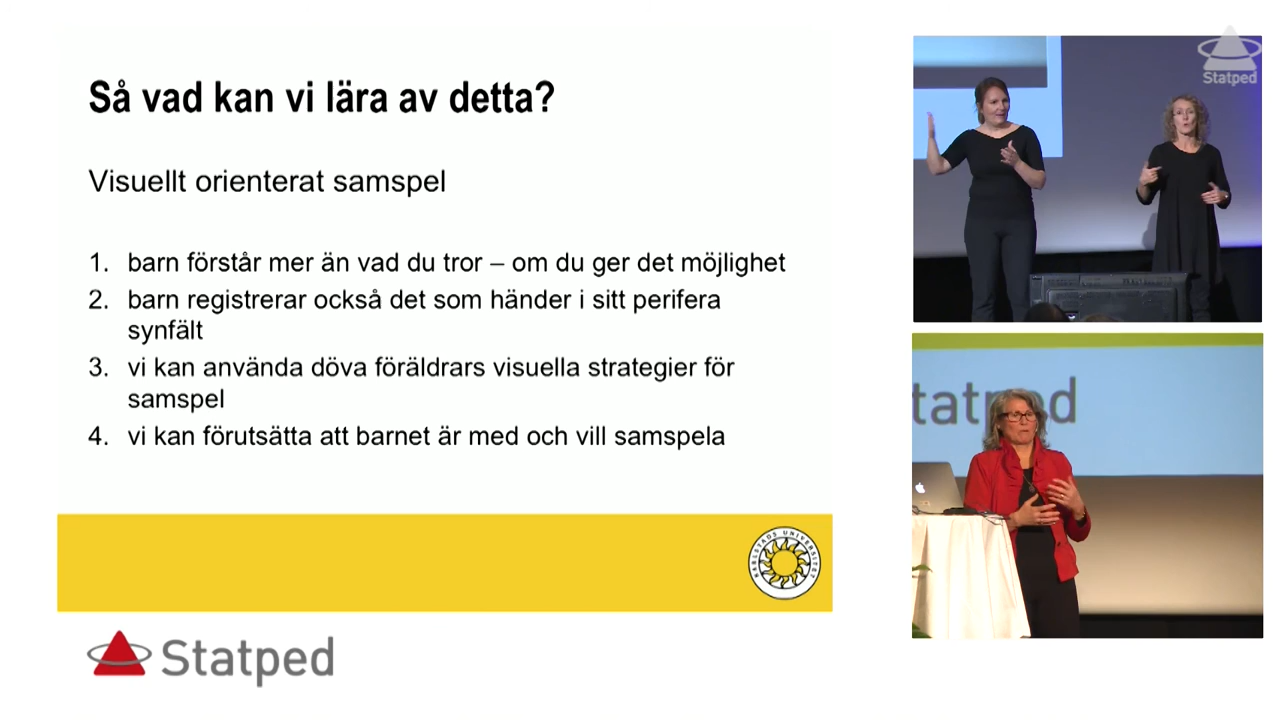 Så vad kan vi lära av detta?
Visuellt orienterat samspel
1. barn förstår mer än vad du tror – om du ger det möjlighet
2. barn registrerar också det som händer i sitt perifera
synfält
3. vi kan använda döva föräldrars visuella strategier för
samspel
4. vi kan förutsätta att barnet är med och vill samspela
KARLSTADS UNIVERSITET
Statped
Statped
tatped